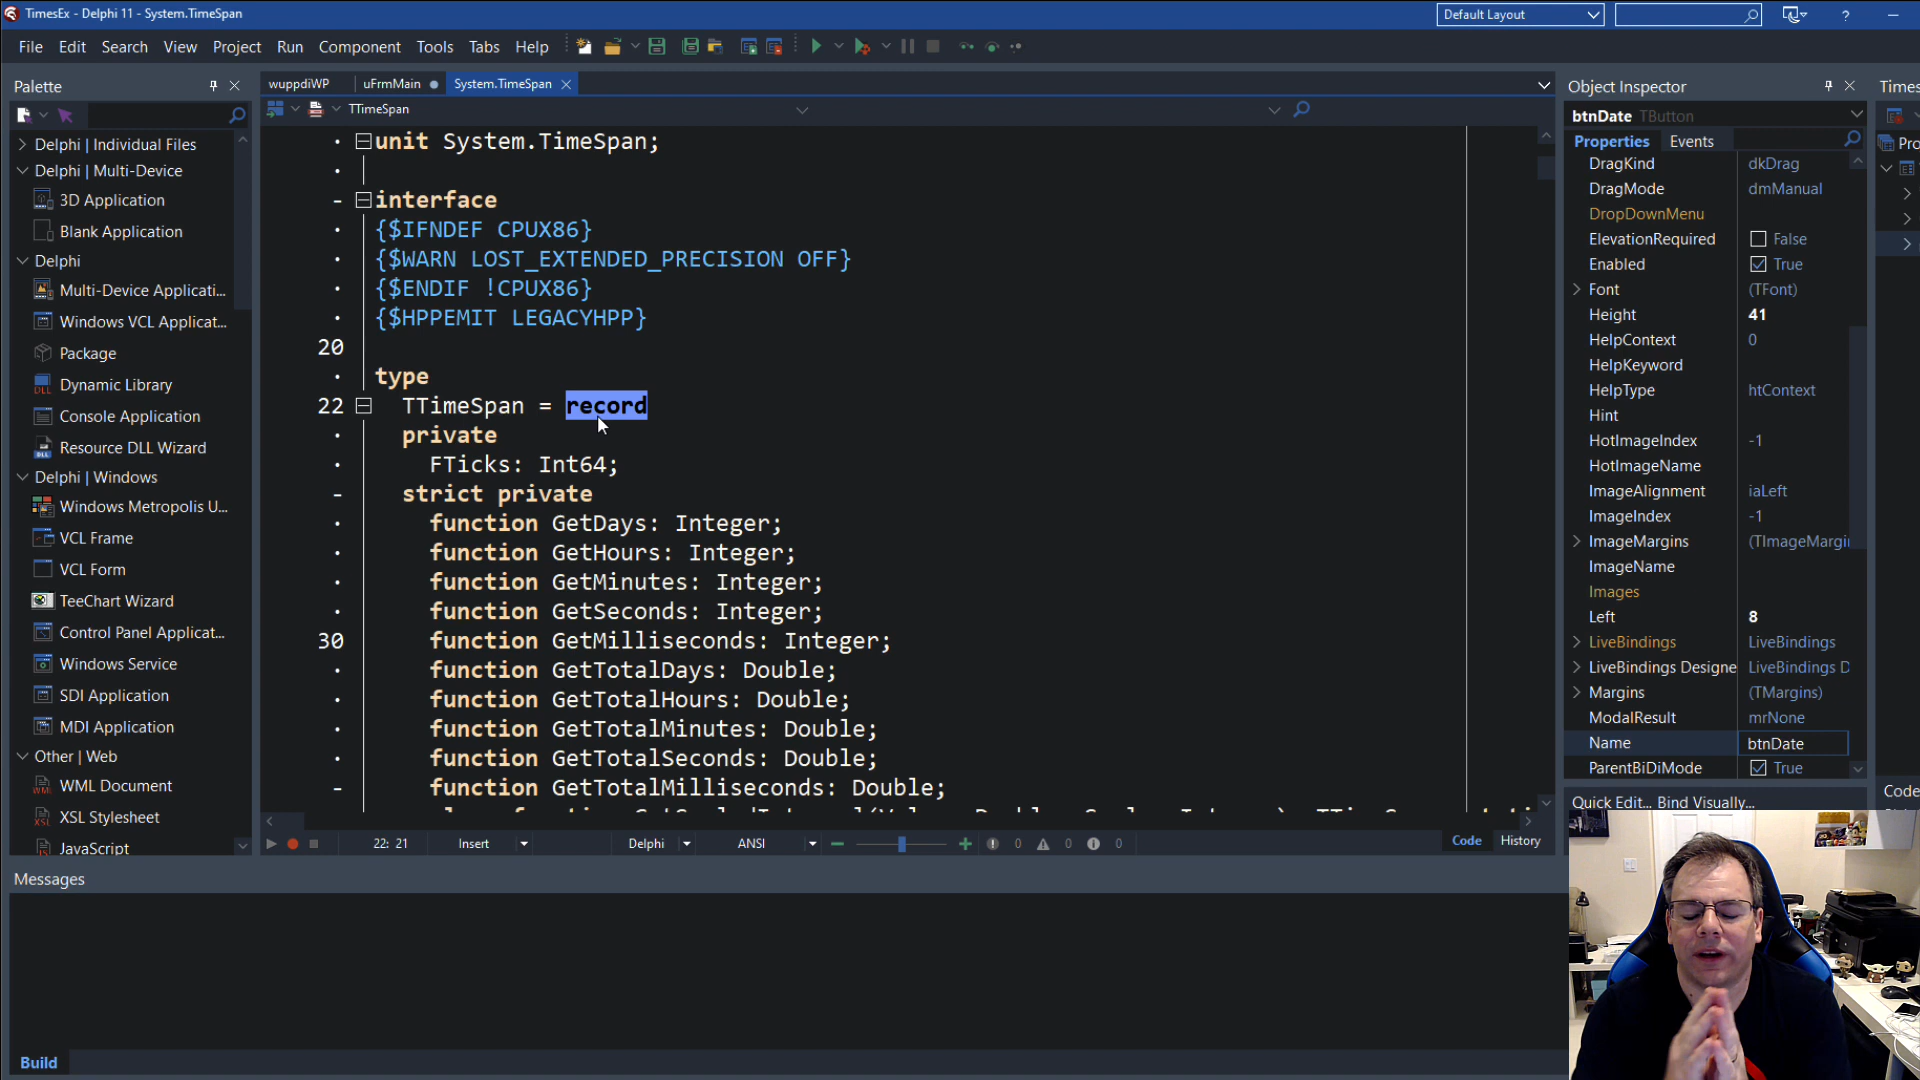 TimesEx - Delphi 11 - System.TimeSpan
Default Layout
?
File Edit Search View Project Run Component Tools Tabs Help
Palette
Delphi | Individual Files
Delphi | Multi-Device
3D Application
Blank Application
Delphi
Multi-Device Applicati...
Windows VCL Applicat...
Package
Dynamic Library
Console Application
Resource DLL Wizard
Delphi | Windows
Windows Metropolis U...
VCL Frame
VCL Form
TeeChart Wizard
Control Panel Applicat...
Windows Service
SDI Application
MDI Application
Other | Web
WML Document
XSL Stylesheet
JavaScript
wuppdiWP uFrmMain System.TimeSpan
TTimeSpan
unit System.TimeSpan;
interface
{$IFNDEF CPUX86}
{$WARN LOST_EXTENDED_PRECISION OFF}
{$ENDIF !CPUX86}
{$HPPEMIT LEGACYHPP}
20
type
22 TTimeSpan = record
private
FTicks: Int64;
strict private
function GetDays: Integer;
function GetHours: Integer;
function GetMinutes: Integer;
function GetSeconds: Integer;
30 function GetMilliseconds: Integer;
function GetTotalDays: Double;
function GetTotalHours: Double;
function GetTotalMinutes: Double;
function GetTotalSeconds: Double;
function GetTotalMilliseconds: Double;
22: 21 Insert Delphi ANSI 0 0 0 Code History
Object Inspector
btnDate TButton
Properties Events
DragKind dkDrag
DragMode dmManual
DropDownMenu
ElevationRequired False
Enabled True
Font (TFont)
Height 41
HelpContext 0
HelpKeyword
HelpType htContext
Hint
HotImageIndex -1
HotImageName
ImageAlignment iaLeft
ImageIndex -1
ImageMargins (TImageMargi
ImageName
Images
Left 8
LiveBindings LiveBindings
LiveBindings Designe LiveBindings D
Margins (TMargins)
ModalResult mrNone
Name btnDate
ParentBiDiMode True
Quick Edit... Bind Visually...
Times
Pro
Code
Messages
Build